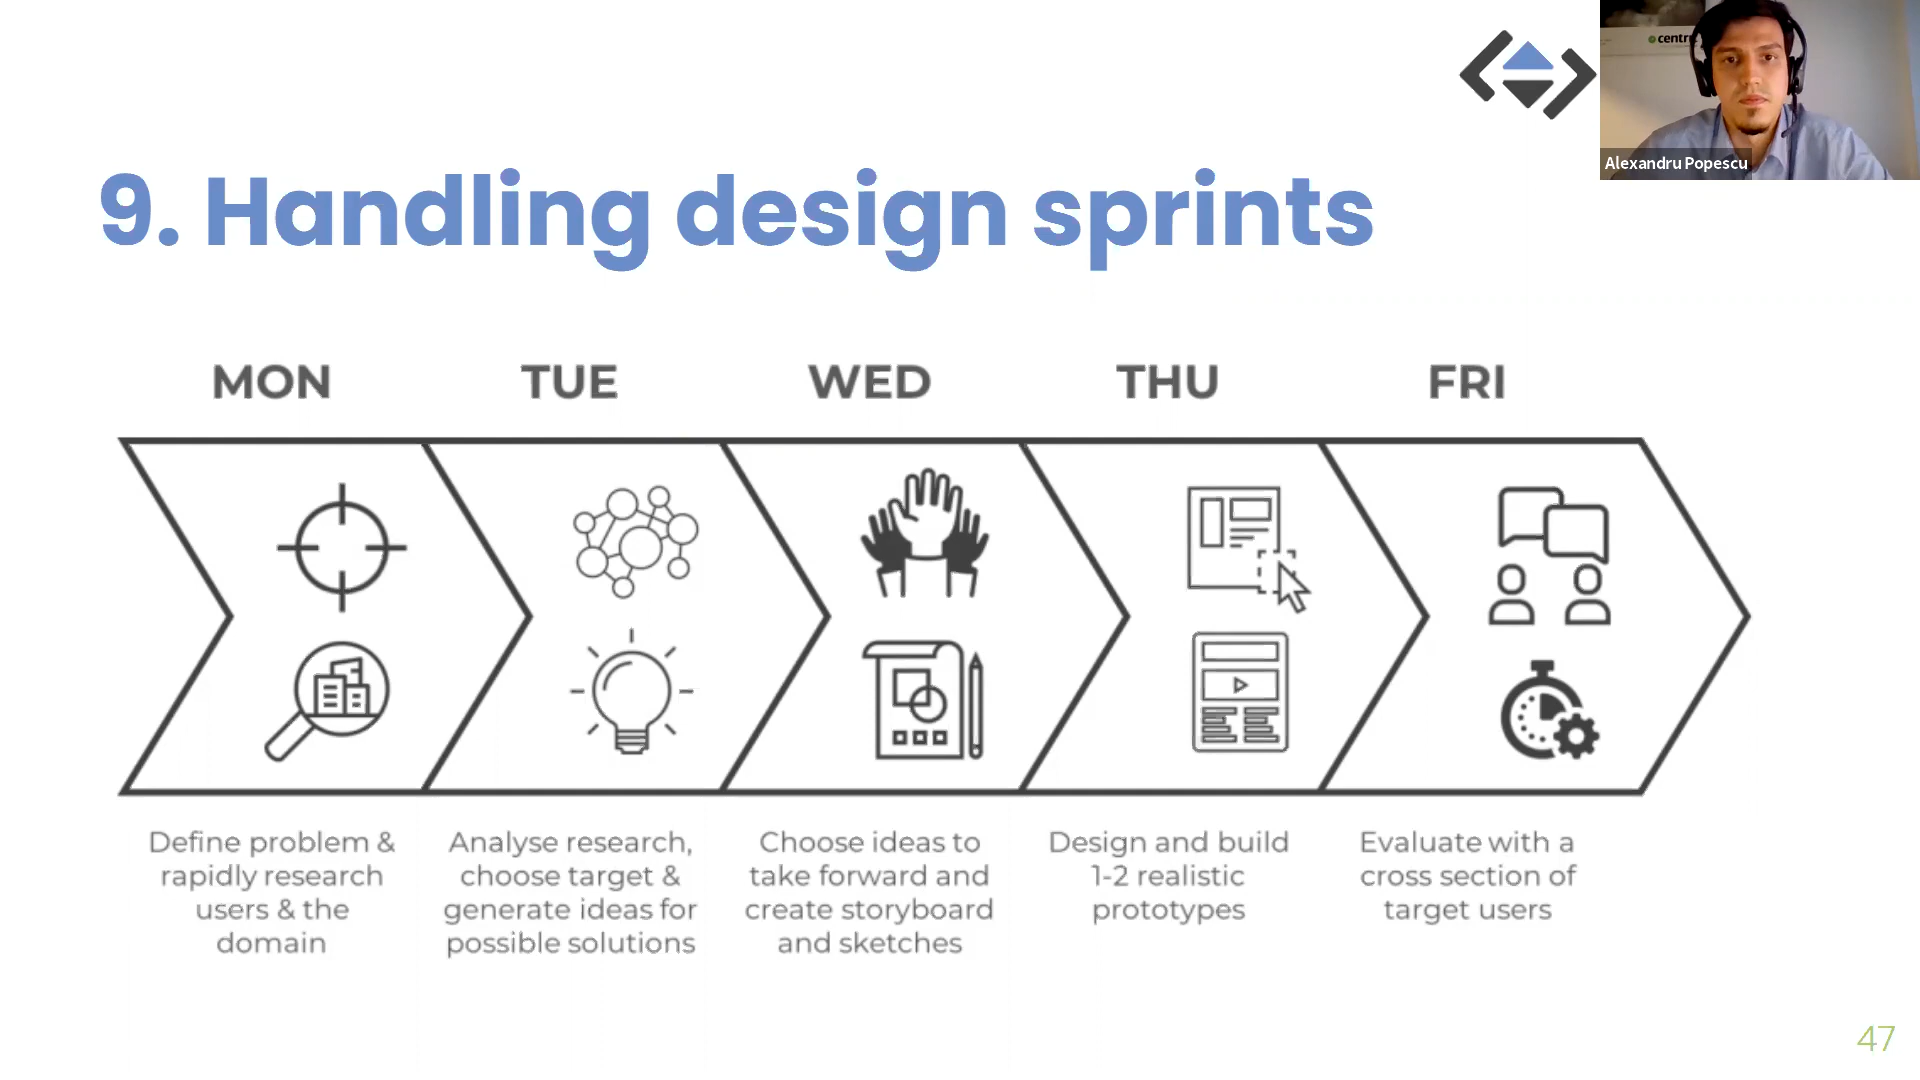 centr
Alexandru Popescu
9. Handling design sprints
MON
TUE
WED
THU
FRI
Define problem &
rapidly research
users & the
domain
Analyse research,
choose target &
generate ideas for
possible solutions
Choose ideas to
take forward and
create storyboard
and sketches
Design and build
1-2 realistic
prototypes
Evaluate with a
cross section of
target users
47